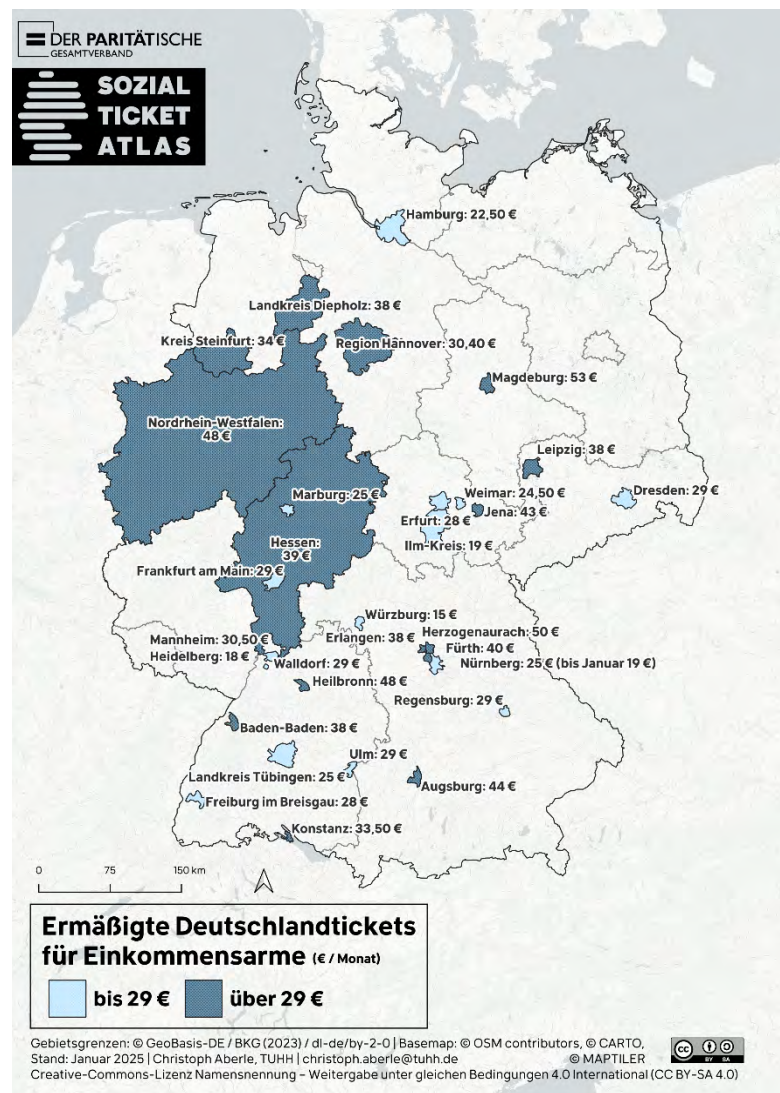 DER PARITÄTISCHE
GESAMTVERBAND
SOZIAL
TICKET
ATLAS
Hamburg: 22,50 €
Landkreis Diepholz: 38 €
Kreis Steinfurt: 34 €
Region Hannover: 30,40 €
Magdeburg: 53 €
Nordrhein-Westfalen:
48 €
Leipzig: 38 €
Marburg: 25 €
Weimar: 24,50 €
Dresden: 29 €
Jena: 43 €
Erfurt: 28 €
Hessen:
39 €
Ilm-Kreis: 19 €
Frankfurt am Main: 29 €
Würzburg: 15 €
Herzogenaurach: 50 €
Erlangen: 38 €
Mannheim: 30,50 €
Fürth: 40 €
Heidelberg: 18 €
Walldorf: 29 €
Nürnberg: 25 € (bis Januar 19 €)
Heilbronn: 48 €
Regensburg: 29 €
Baden-Baden: 38 €
Ulm: 29 €
Landkreis Tübingen: 25 €
Augsburg: 44 €
Freiburg im Breisgau: 28 €
Konstanz: 33,50 €
0 75 150 km
Ermäßigte Deutschlandtickets
für Einkommensarme (€ / Monat)
bis 29 € über 29 €
Gebietsgrenzen: © GeoBasis-DE / BKG (2023) / dl-de/by-2-0 | Basemap: © OSM contributors, © CARTO,
Stand: Januar 2025 | Christoph Aberle, TUHH | christoph.aberle@tuhh.de © MAPTILER
Creative-Commons-Lizenz Namensnennung – Weitergabe unter gleichen Bedingungen 4.0 International (CC BY-SA 4.0)
cc
BY SA